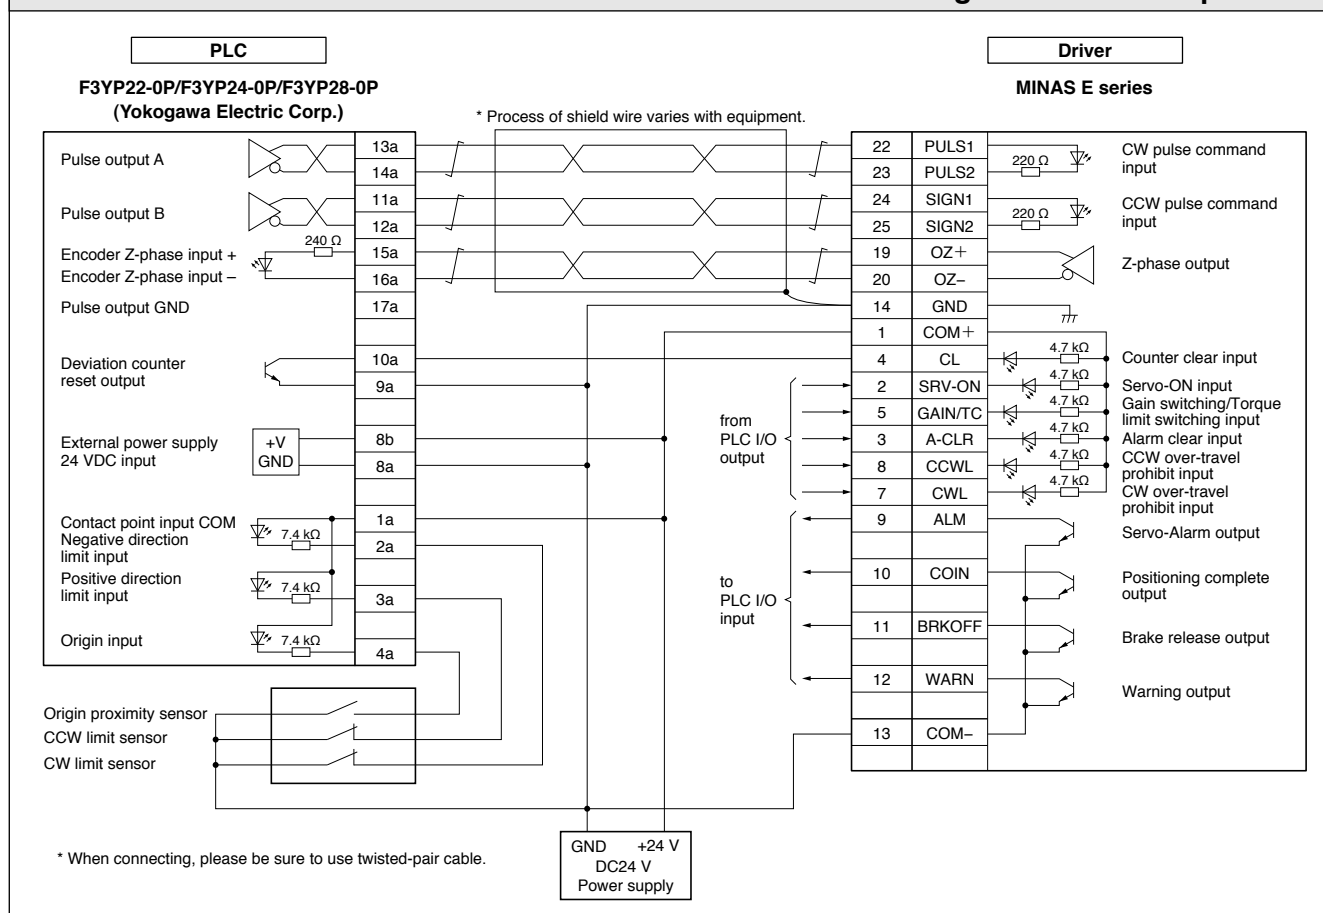 PLC
Driver
F3YP22-0P/F3YP24-0P/F3YP28-0P
(Yokogawa Electric Corp.)
MINAS E series
* Process of shield wire varies with equipment.
Pulse output A
13a
14a
22 PULS1
23 PULS2
220 Ω
CW pulse command
input
Pulse output B
11a
12a
24 SIGN1
25 SIGN2
220 Ω
CCW pulse command
input
240 Ω
Encoder Z-phase input +
15a
Encoder Z-phase input –
16a
19 OZ+
20 OZ–
Z-phase output
Pulse output GND
17a
14 GND
1 COM+
Deviation counter
reset output
10a
9a
4 CL
4.7 kΩ
Counter clear input
2 SRV-ON
4.7 kΩ
Servo-ON input
from
PLC I/O
output
5 GAIN/TC
4.7 kΩ
Gain switching/Torque
limit switching input
External power supply
24 VDC input
+V
GND
8b
8a
3 A-CLR
4.7 kΩ
Alarm clear input
8 CCWL
4.7 kΩ
CCW over-travel
prohibit input
7 CWL
4.7 kΩ
CW over-travel
prohibit input
Contact point input COM
1a
Negative direction
limit input
7.4 kΩ
2a
9 ALM
Servo-Alarm output
Positive direction
limit input
7.4 kΩ
3a
to
PLC I/O
input
10 COIN
Positioning complete
output
Origin input
7.4 kΩ
4a
11 BRKOFF
Brake release output
12 WARN
Warning output
Origin proximity sensor
CCW limit sensor
CW limit sensor
13 COM–
GND +24 V
DC24 V
Power supply
* When connecting, please be sure to use twisted-pair cable.